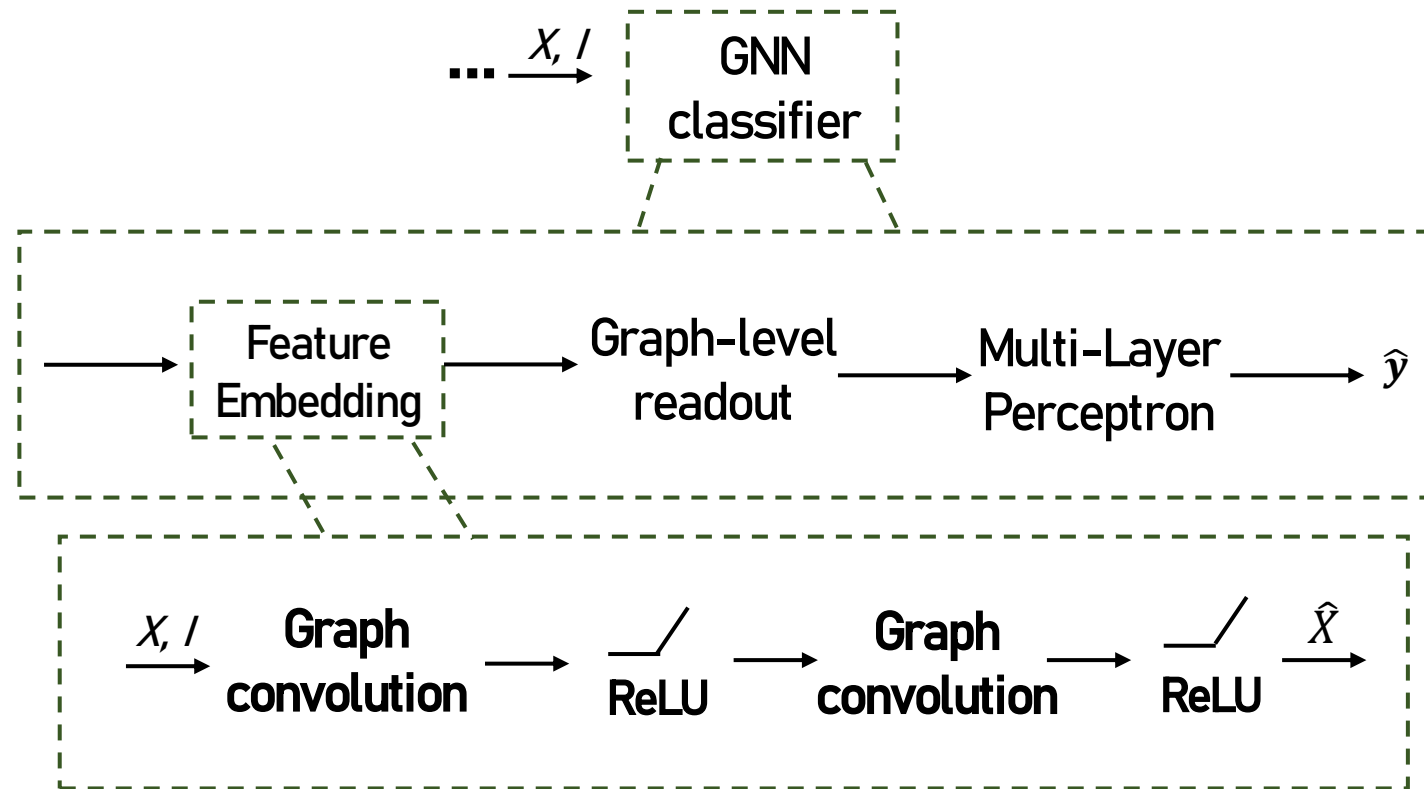 ... X, I
GNN
classifier
Feature
Embedding
Graph-level
readout
Multi-Layer
Perceptron
ŷ
X, I
Graph
convolution
ReLU
Graph
convolution
ReLU
X̂